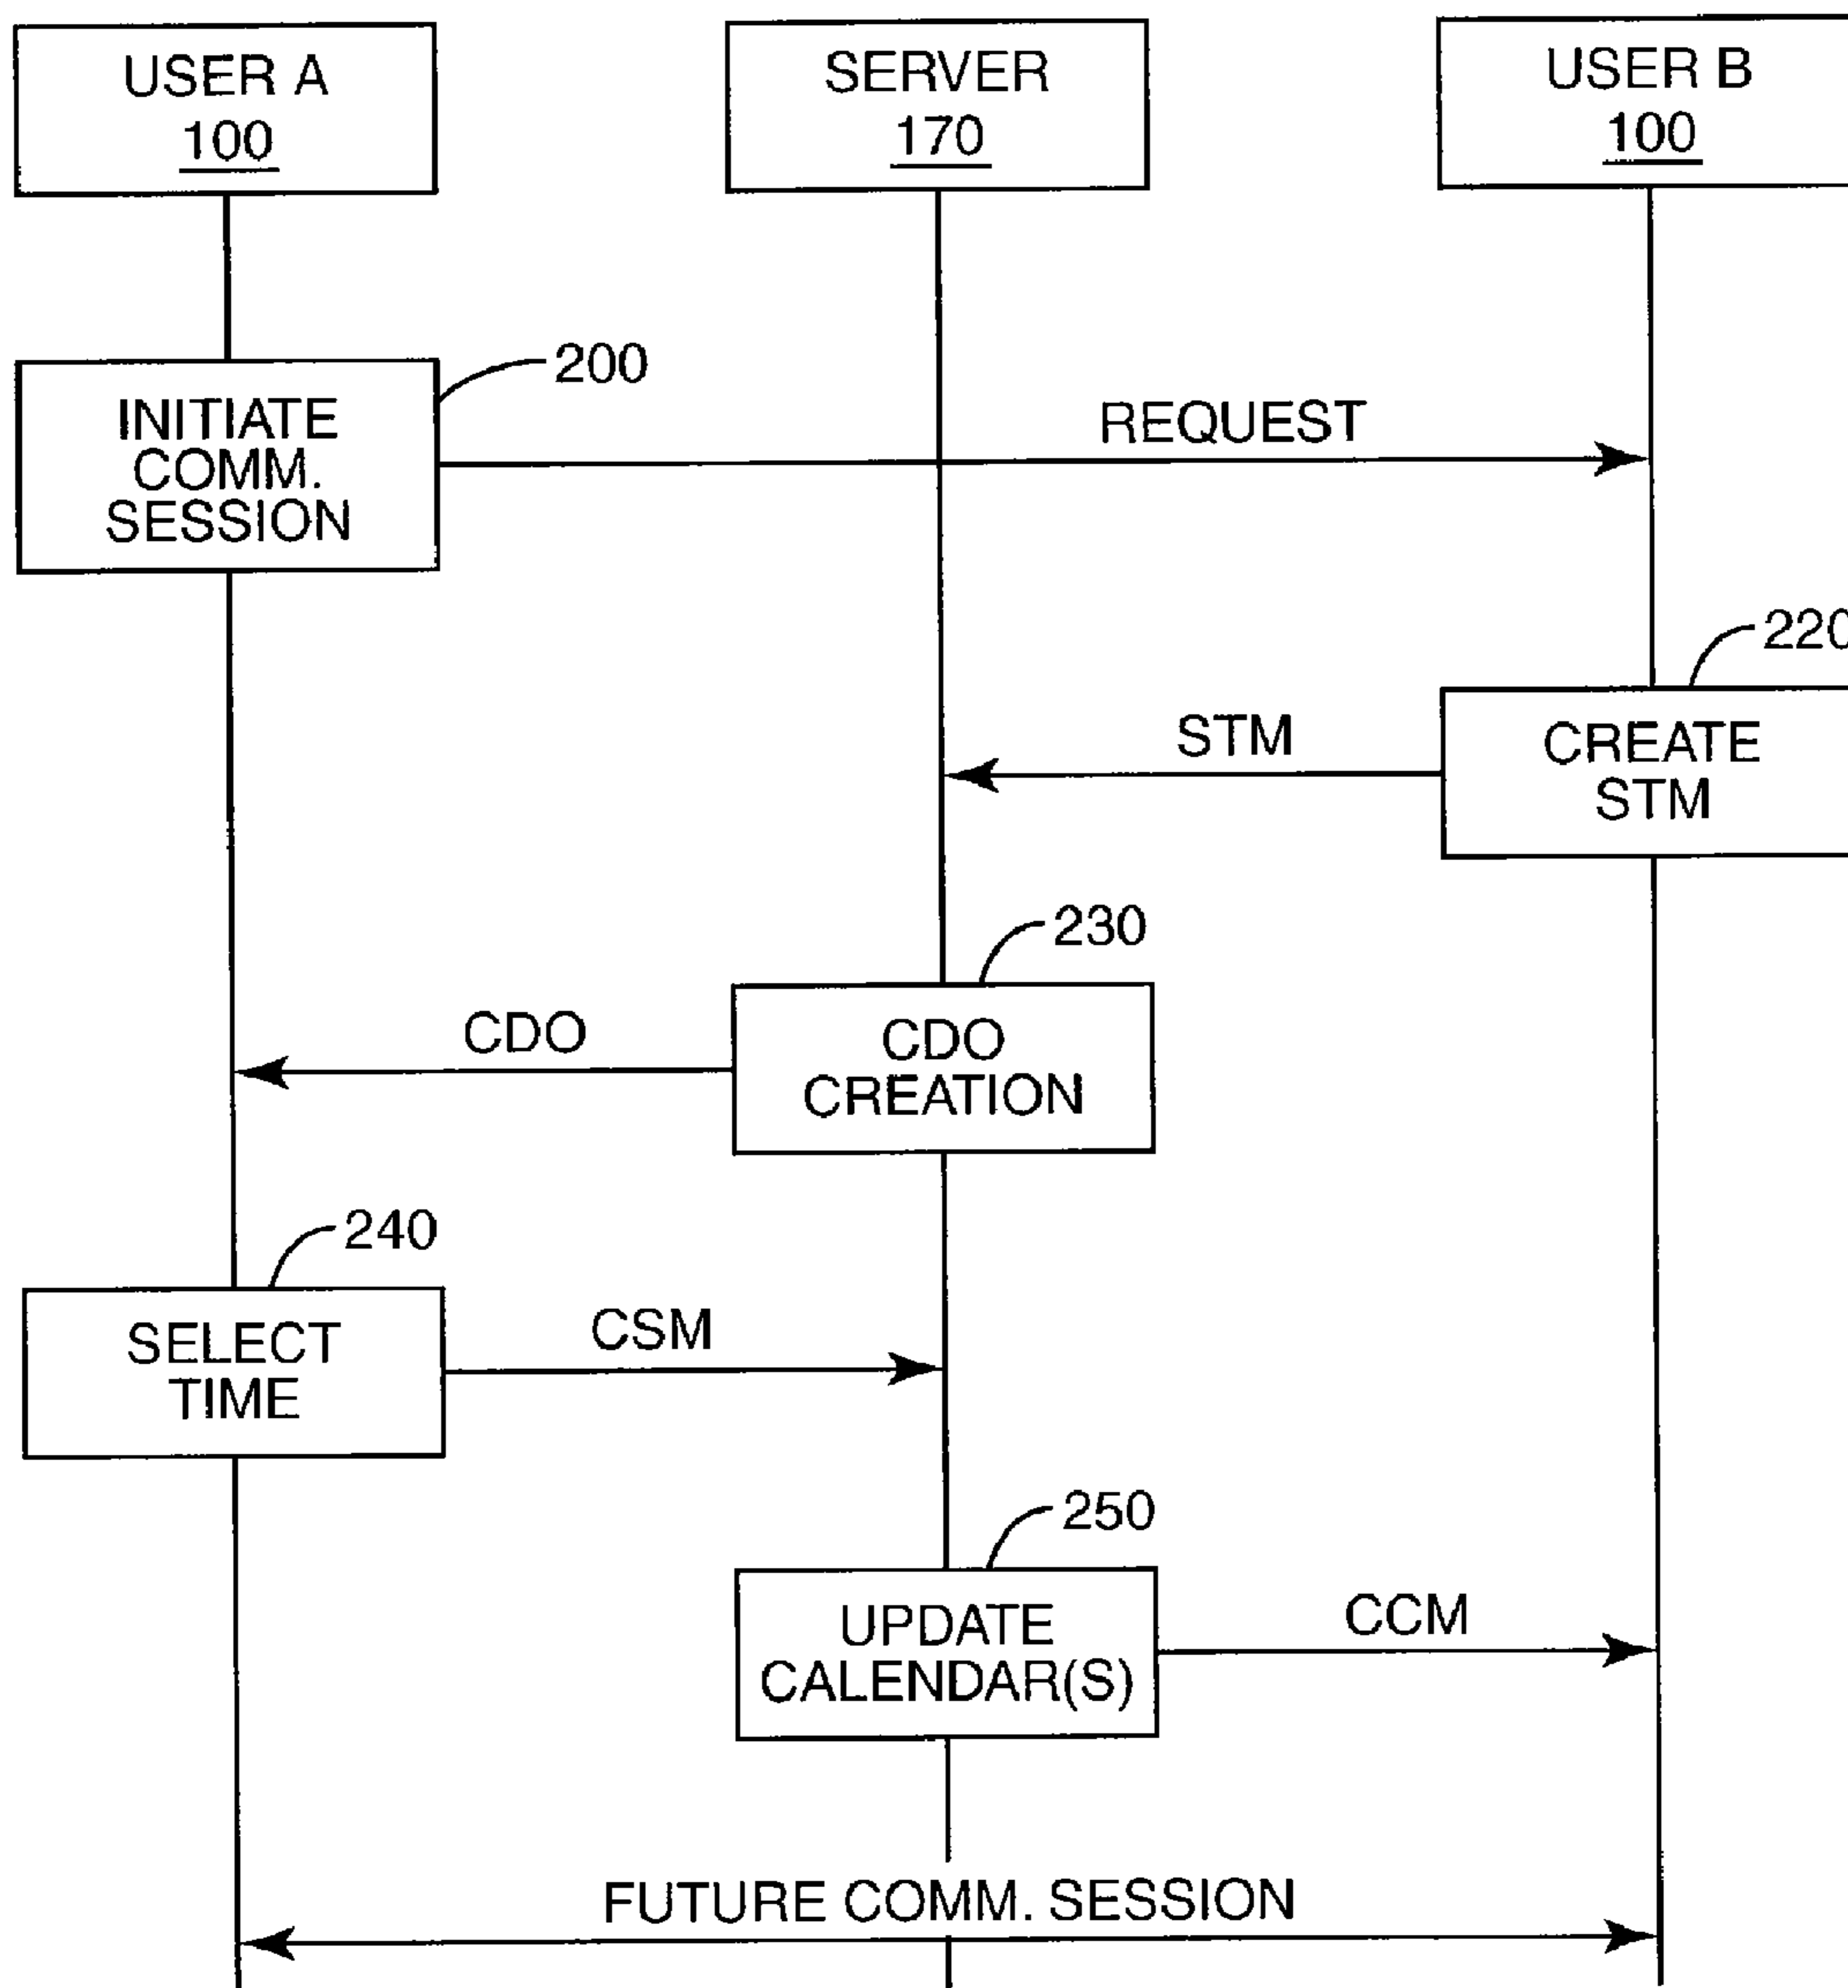 USER A
100
SERVER
170
USER B
100
200
INITIATE
COMM.
SESSION
REQUEST
220
STM
CREATE
STM
230
CDO
CDO
CREATION
240
SELECT
TIME
CSM
250
UPDATE
CALENDAR(S)
CCM
FUTURE COMM. SESSION